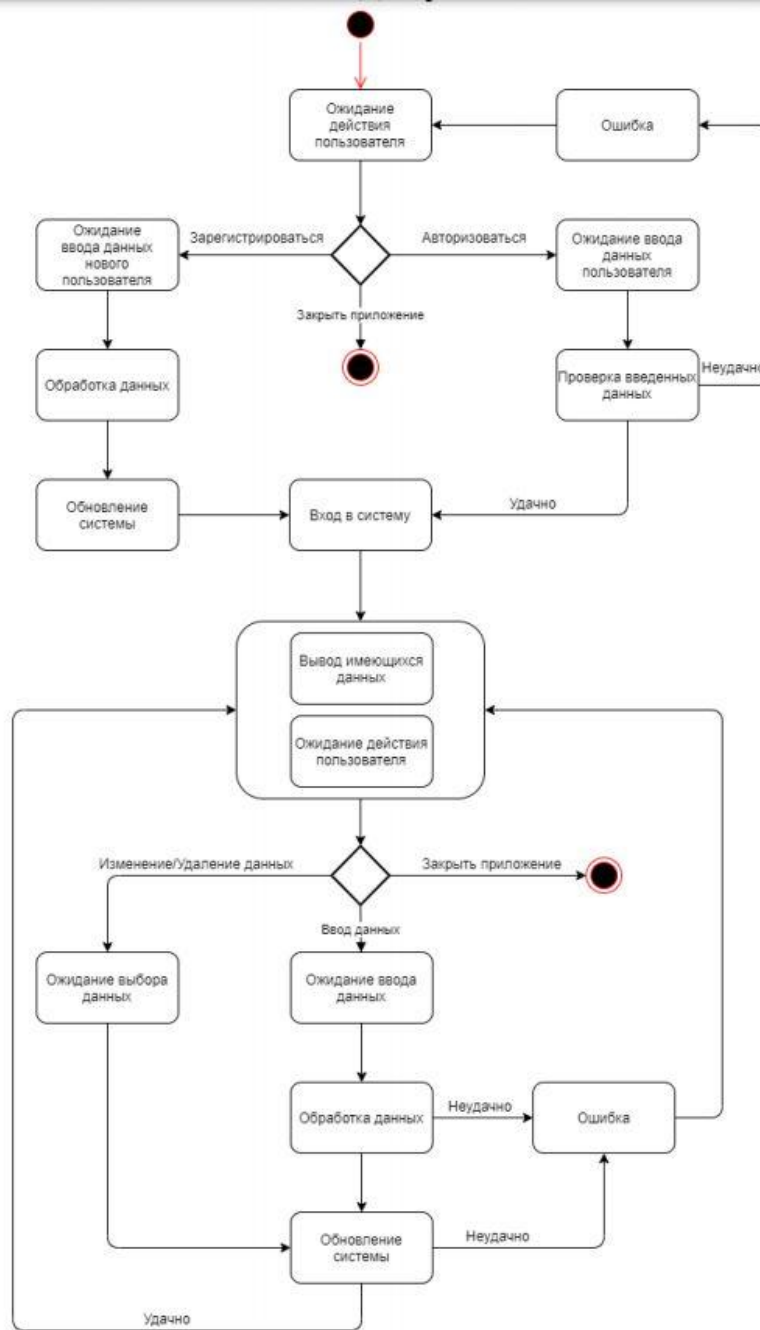 Ожидание
действия
пользователя
Ошибка
Зарегистрироваться
Авторизоваться
Ожидание
ввода данных
нового
пользователя
Ожидание ввода
данных
пользователя
Закрыть приложение
Обработка данных
Проверка введенных
данных
Неудачно
Обновление
системы
Вход в систему
Удачно
Вывод имеющихся
данных
Ожидание действия
пользователя
Изменение/Удаление данных
Закрыть приложение
Ввод данных
Ожидание выбора
данных
Ожидание ввода
данных
Обработка данных
Неудачно
Ошибка
Обновление
системы
Неудачно
Удачно